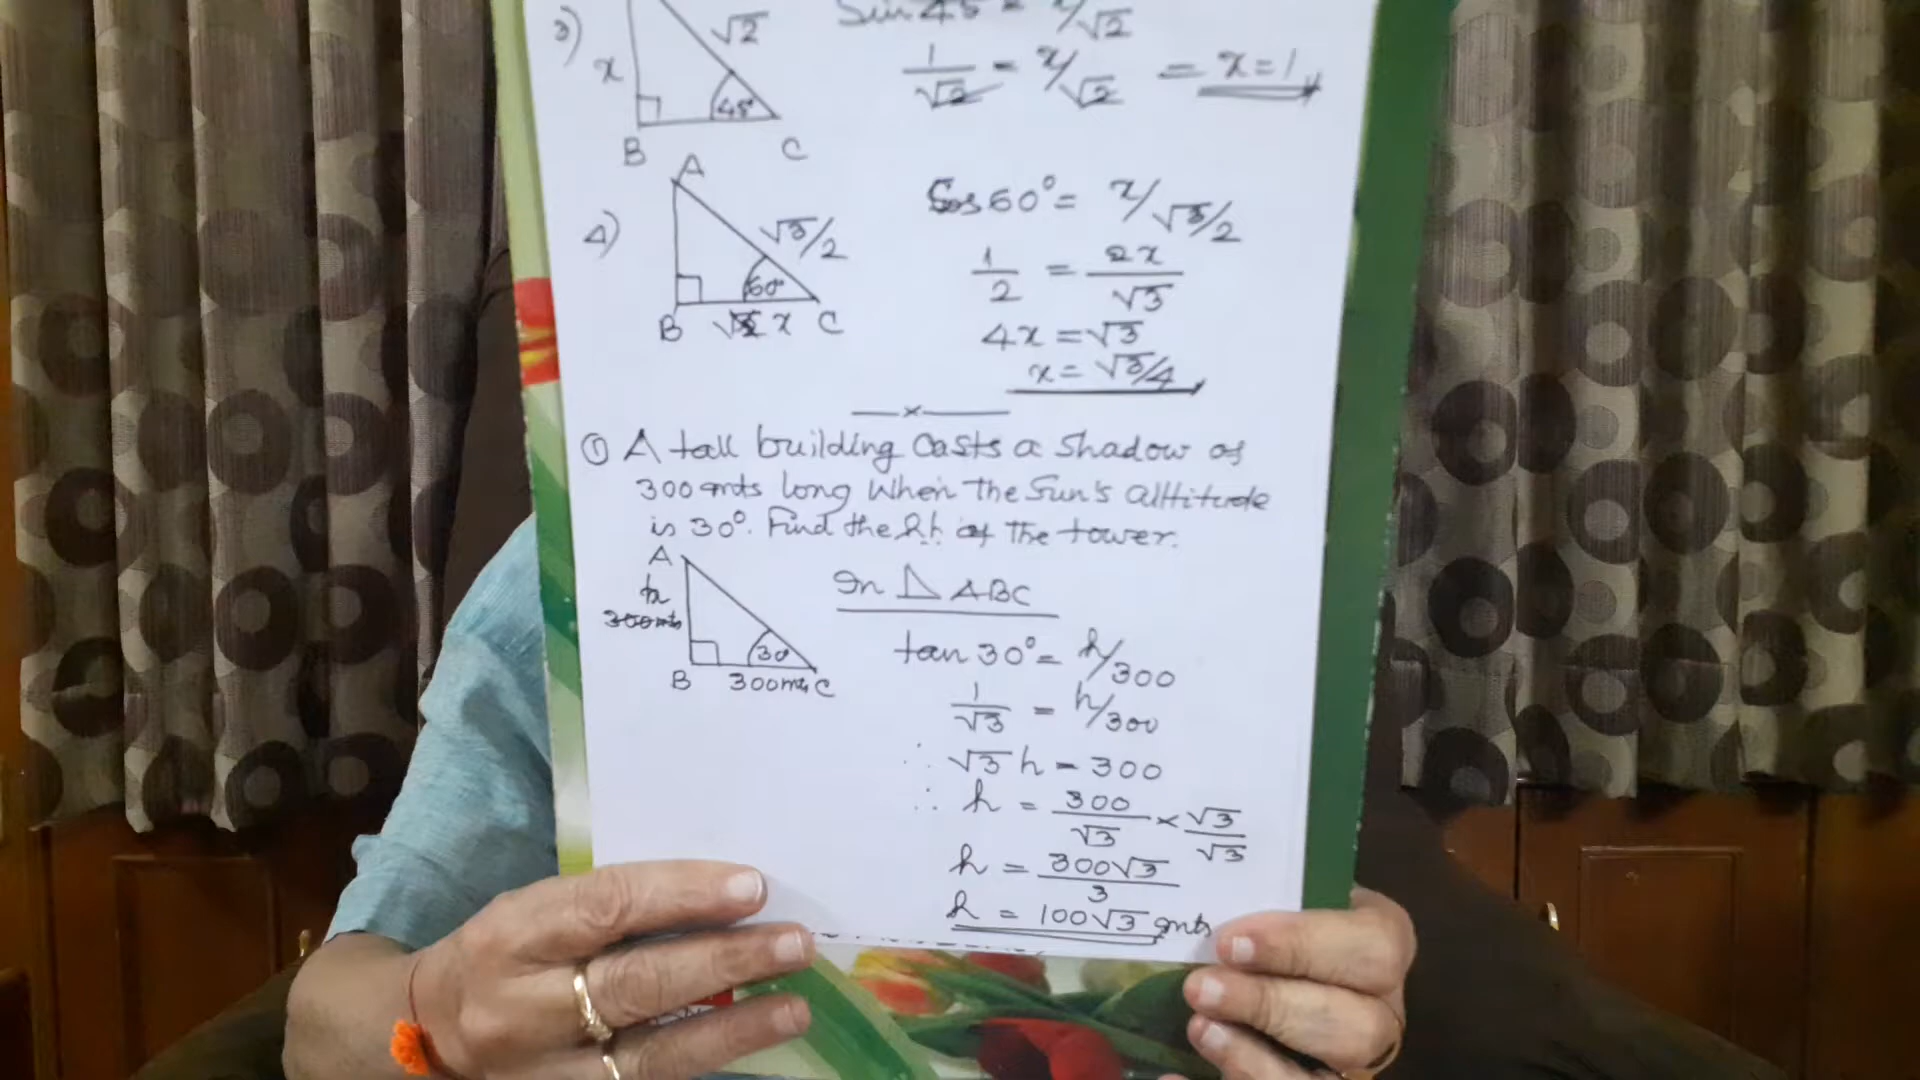 3)
√2
x
45°
B
C
Sin 45 = x/√2
1/√2 = x/√2 = x = 1
4)
A
√3/2
60°
B
x
C
Cos 60° = x/√3/2
1/2 = 2x/√3
4x = √3
x = √3/4
—x—
① A tall building casts a shadow of
300 mts long when the Sun's altitude
is 30°. Find the ht. of the tower.
A
h
300mts
30°
B
300mts
C
In △ ABC
tan 30° = h/300
1/√3 = h/300
∴ √3 h = 300
∴ h = 300/√3 × √3/√3
h = 300√3/3
h = 100√3 mts